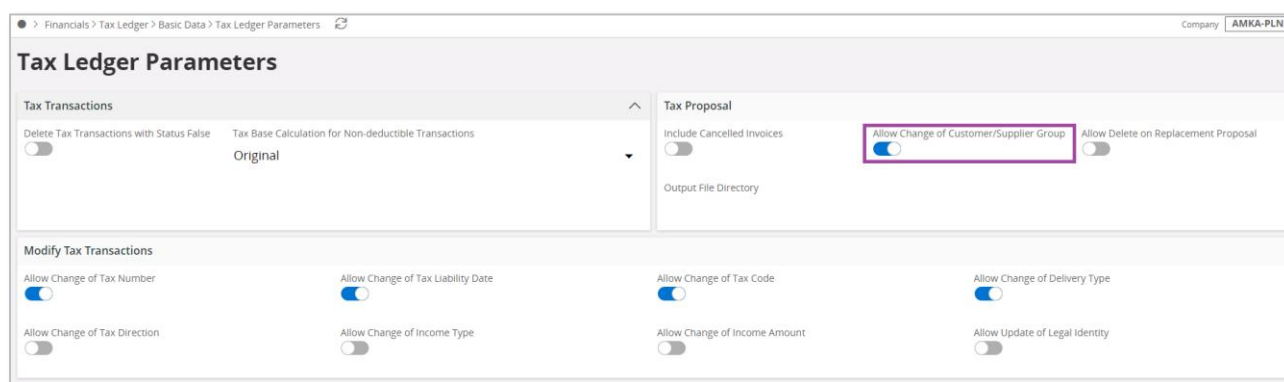 Financials > Tax Ledger > Basic Data > Tax Ledger Parameters
Company AMKA-PLN
Tax Ledger Parameters
Tax Transactions
Delete Tax Transactions with Status False
Tax Base Calculation for Non-deductible Transactions
Original
Tax Proposal
Include Cancelled Invoices
Allow Change of Customer/Supplier Group
Allow Delete on Replacement Proposal
Output File Directory
Modify Tax Transactions
Allow Change of Tax Number
Allow Change of Tax Liability Date
Allow Change of Tax Code
Allow Change of Delivery Type
Allow Change of Tax Direction
Allow Change of Income Type
Allow Change of Income Amount
Allow Update of Legal Identity